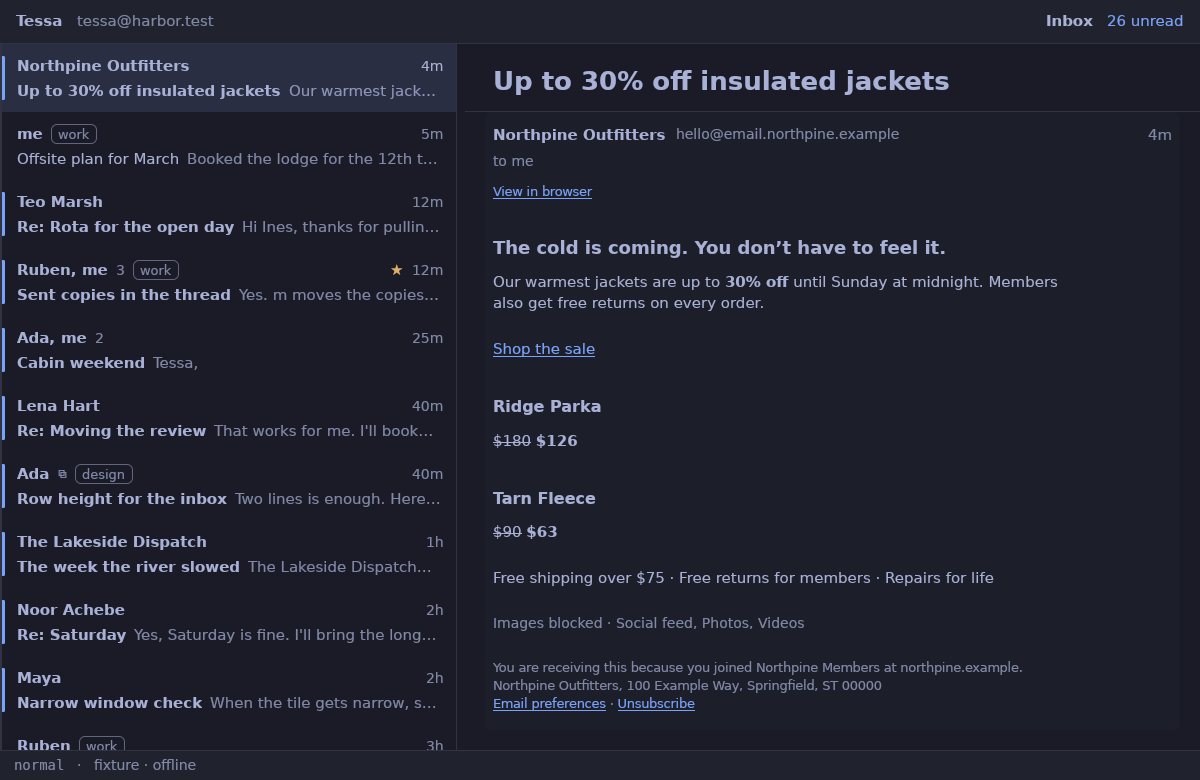 Tessa tessa@harbor.test Inbox 26 unread
Northpine Outfitters 4m
Up to 30% off insulated jackets Our warmest jack…
me work 5m
Offsite plan for March Booked the lodge for the 12th t…
Teo Marsh 12m
Re: Rota for the open day Hi Ines, thanks for pullin…
Ruben, me 3 work ★ 12m
Sent copies in the thread Yes. m moves the copies…
Ada, me 2 25m
Cabin weekend Tessa,
Lena Hart 40m
Re: Moving the review That works for me. I'll book…
Ada design 40m
Row height for the inbox Two lines is enough. Here…
The Lakeside Dispatch 1h
The week the river slowed The Lakeside Dispatch…
Noor Achebe 2h
Re: Saturday Yes, Saturday is fine. I'll bring the long…
Maya 2h
Narrow window check When the tile gets narrow, s…
Ruben work 3h
Up to 30% off insulated jackets
Northpine Outfitters hello@email.northpine.example 4m
to me
View in browser
The cold is coming. You don’t have to feel it.
Our warmest jackets are up to 30% off until Sunday at midnight. Members
also get free returns on every order.
Shop the sale
Ridge Parka
$180 $126
Tarn Fleece
$90 $63
Free shipping over $75 · Free returns for members · Repairs for life
Images blocked · Social feed, Photos, Videos
You are receiving this because you joined Northpine Members at northpine.example.
Northpine Outfitters, 100 Example Way, Springfield, ST 00000
Email preferences · Unsubscribe
normal · fixture · offline